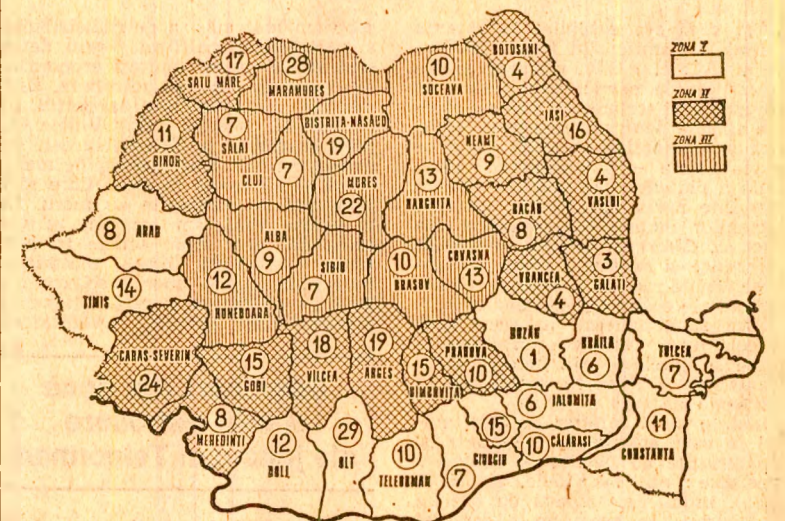 ZONA I
ZONA II
ZONA III
BOTOȘANI
4
17
SATU MARE
28
MARAMUREȘ
10
SUCEAVA
7
SĂLAJ
BISTRIȚA-NĂSĂUD
19
IAȘI
16
11
BIHOR
NEAMȚ
9
CLUJ
7
MUREȘ
22
13
HARGHITA
4
VASLUI
BACĂU
8
8
ARAD
ALBA
9
SIBIU
7
10
BRAȘOV
COVASNA
13
12
HUNEDOARA
VRANCEA
4
3
GALAȚI
TIMIȘ
14
CARAȘ-SEVERIN
24
15
GORJ
18
VÎLCEA
19
ARGEȘ
15
DÎMBOVIȚA
PRAHOVA
10
BUZĂU
1
BRĂILA
6
TULCEA
7
8
MEHEDINȚI
12
DOLJ
29
OLT
10
TELEORMAN
15
GIURGIU
7
6
IALOMIȚA
10
CĂLĂRAȘI
11
CONSTANȚA